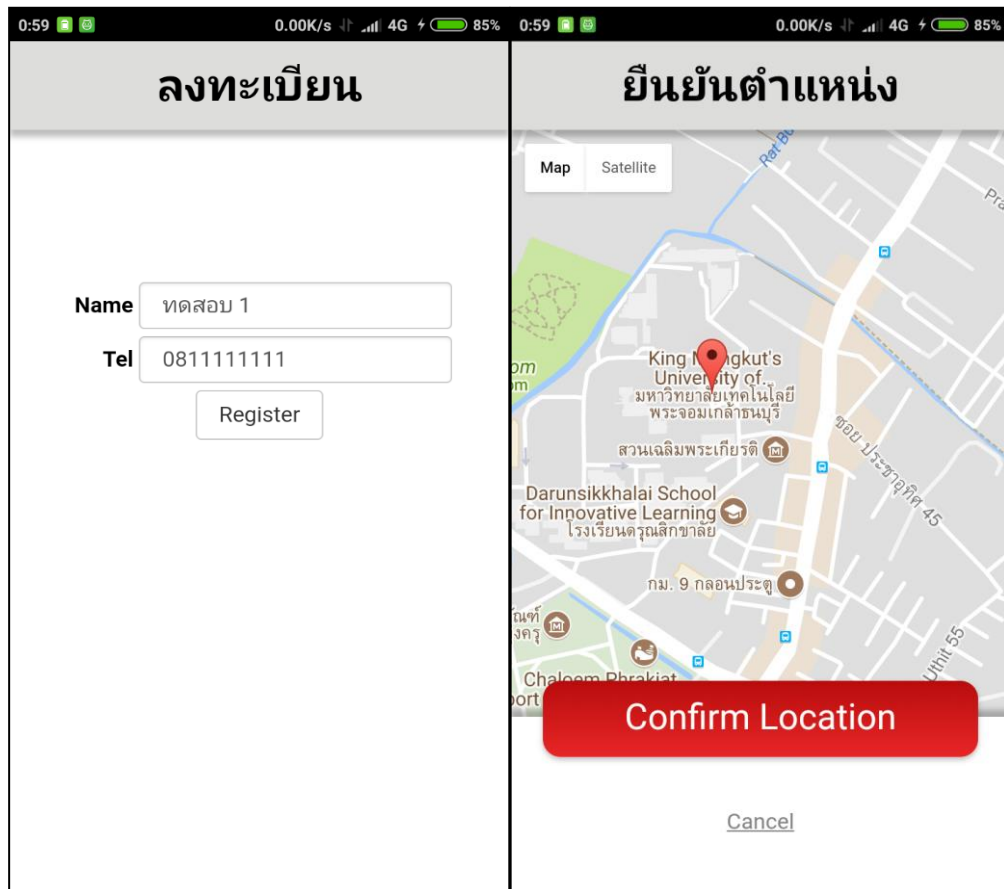 0:59 0.00K/s 4G 85%
ลงทะเบียน
Name ทดสอบ 1
Tel 0811111111
Register
0:59 0.00K/s 4G 85%
ยืนยันตำแหน่ง
Map Satellite
Rat
Pra
King
University of...
มหาวิทยาลัยเทคโนโลยี
พระจอมเกล้าธนบุรี
สวนเฉลิมพระเกียรติ
ซอย ประชาอุทิศ 45
Darunsikkhalai School
for Innovative Learning
โรงเรียนดรุณสิกขาลัย
กม. 9 กลอนประตู
Uthit 55
Chaloem Phrakiat
Confirm Location
Cancel